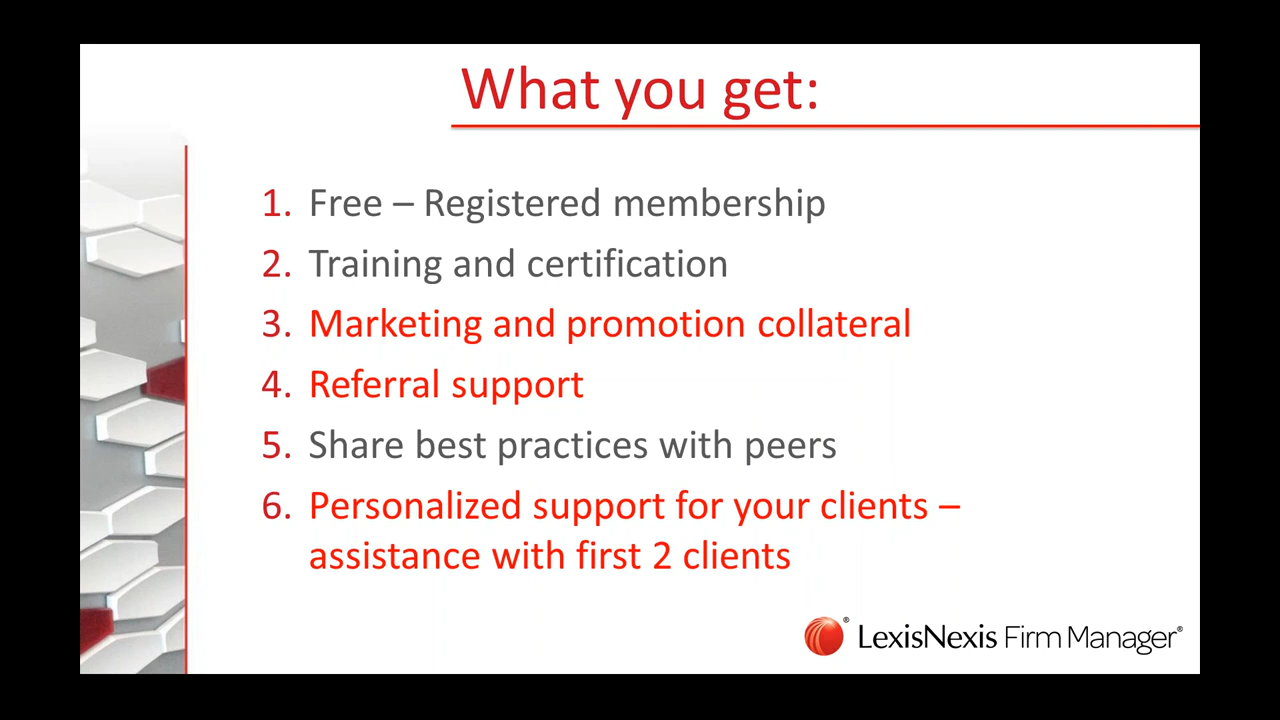 What you get:
1. Free – Registered membership
2. Training and certification
3. Marketing and promotion collateral
4. Referral support
5. Share best practices with peers
6. Personalized support for your clients –
assistance with first 2 clients
® LexisNexis Firm Manager®